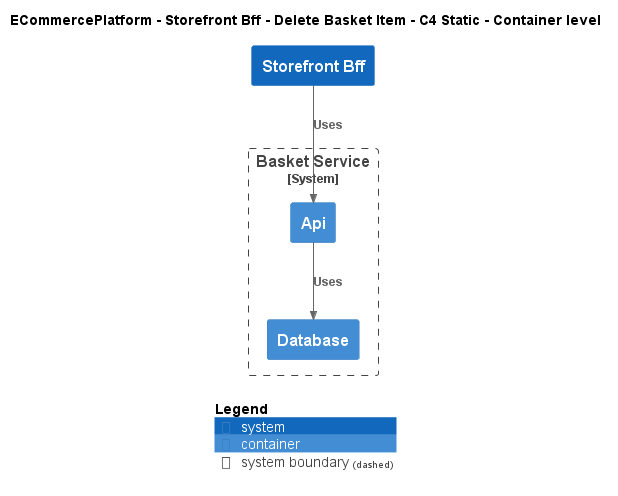 ECommercePlatform - Storefront Bff - Delete Basket Item - C4 Static - Container level
Storefront Bff
Uses
Basket Service
[System]
Api
Uses
Database
Legend
system
container
system boundary (dashed)